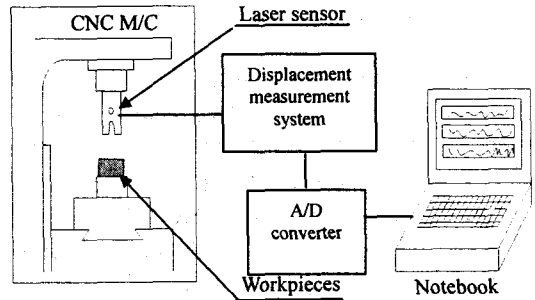 Laser sensor
CNC M/C
Displacement
measurement
system
A/D
converter
Workpieces
Notebook